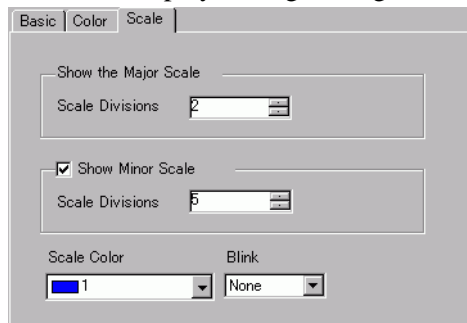 Basic Color Scale
Show the Major Scale
Scale Divisions 2
Show Minor Scale
Scale Divisions 5
Scale Color Blink
1 None